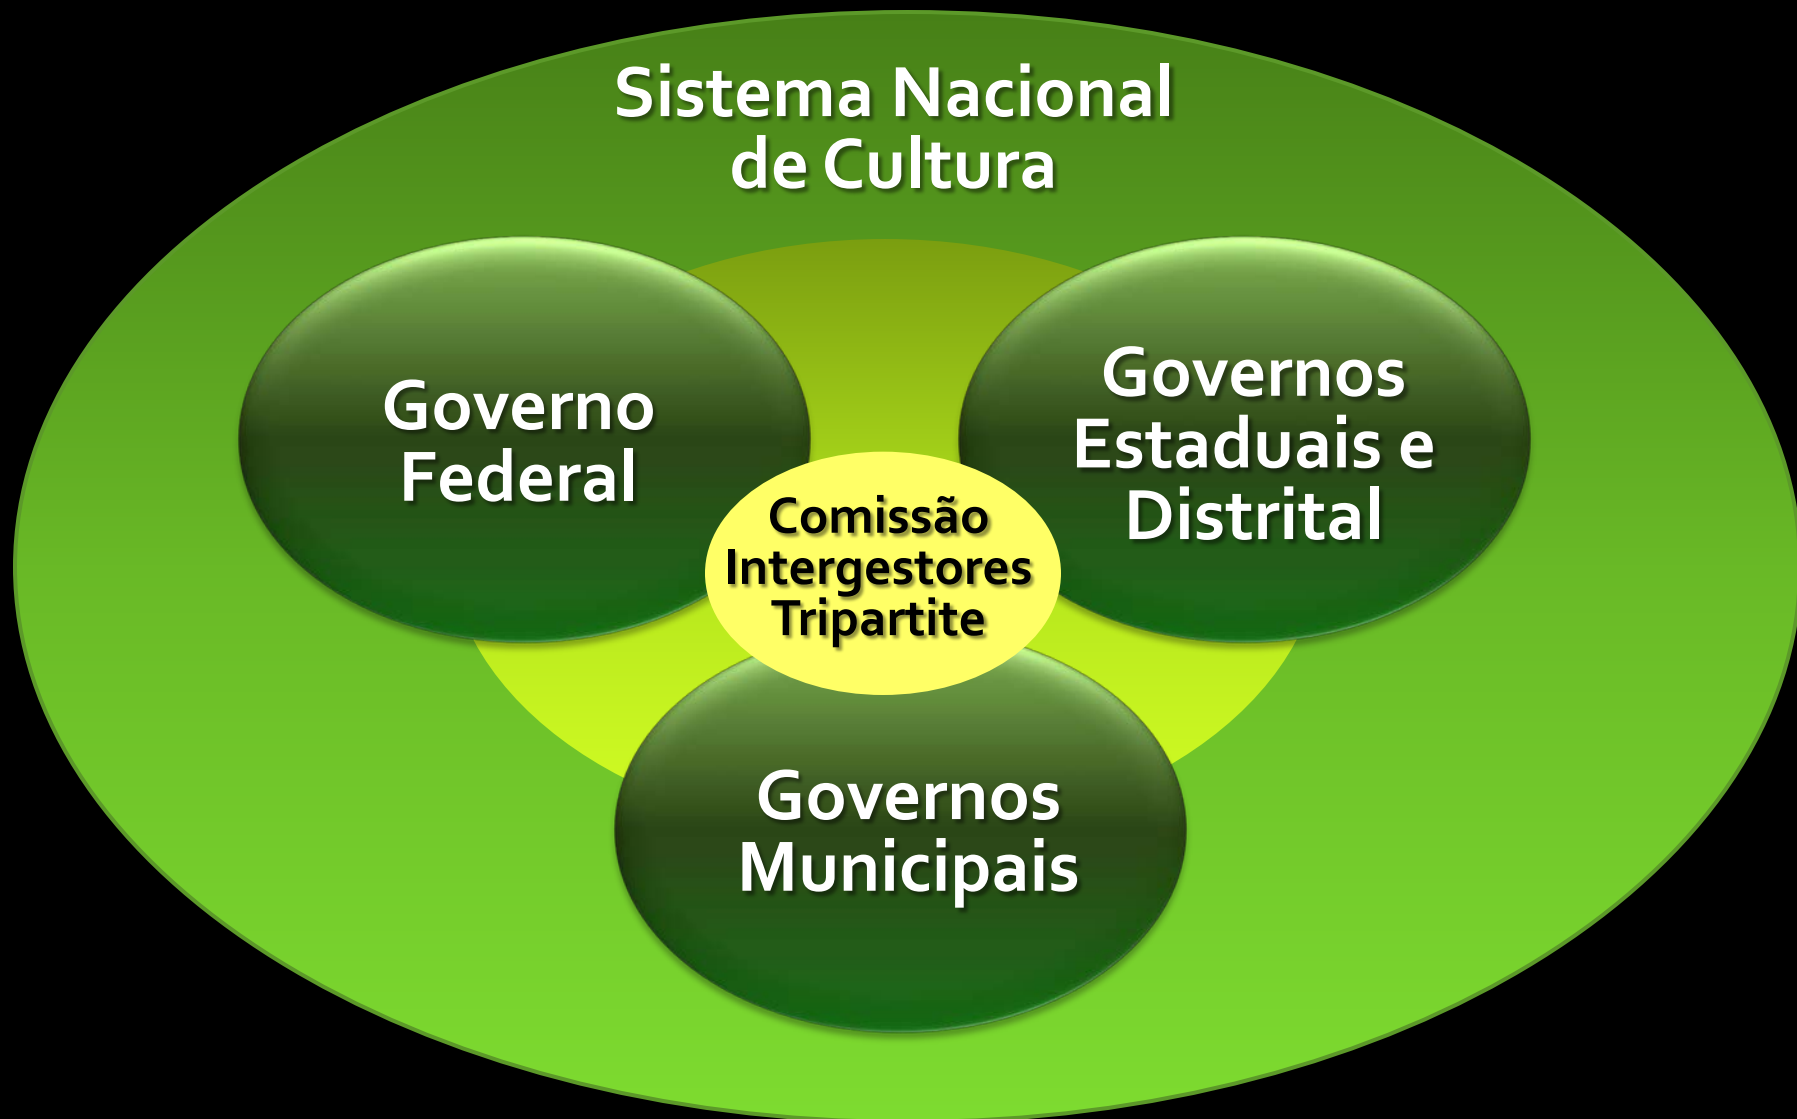 Sistema Nacional
de Cultura
Governo
Federal
Governos
Estaduais e
Distrital
Comissão
Intergestores
Tripartite
Governos
Municipais